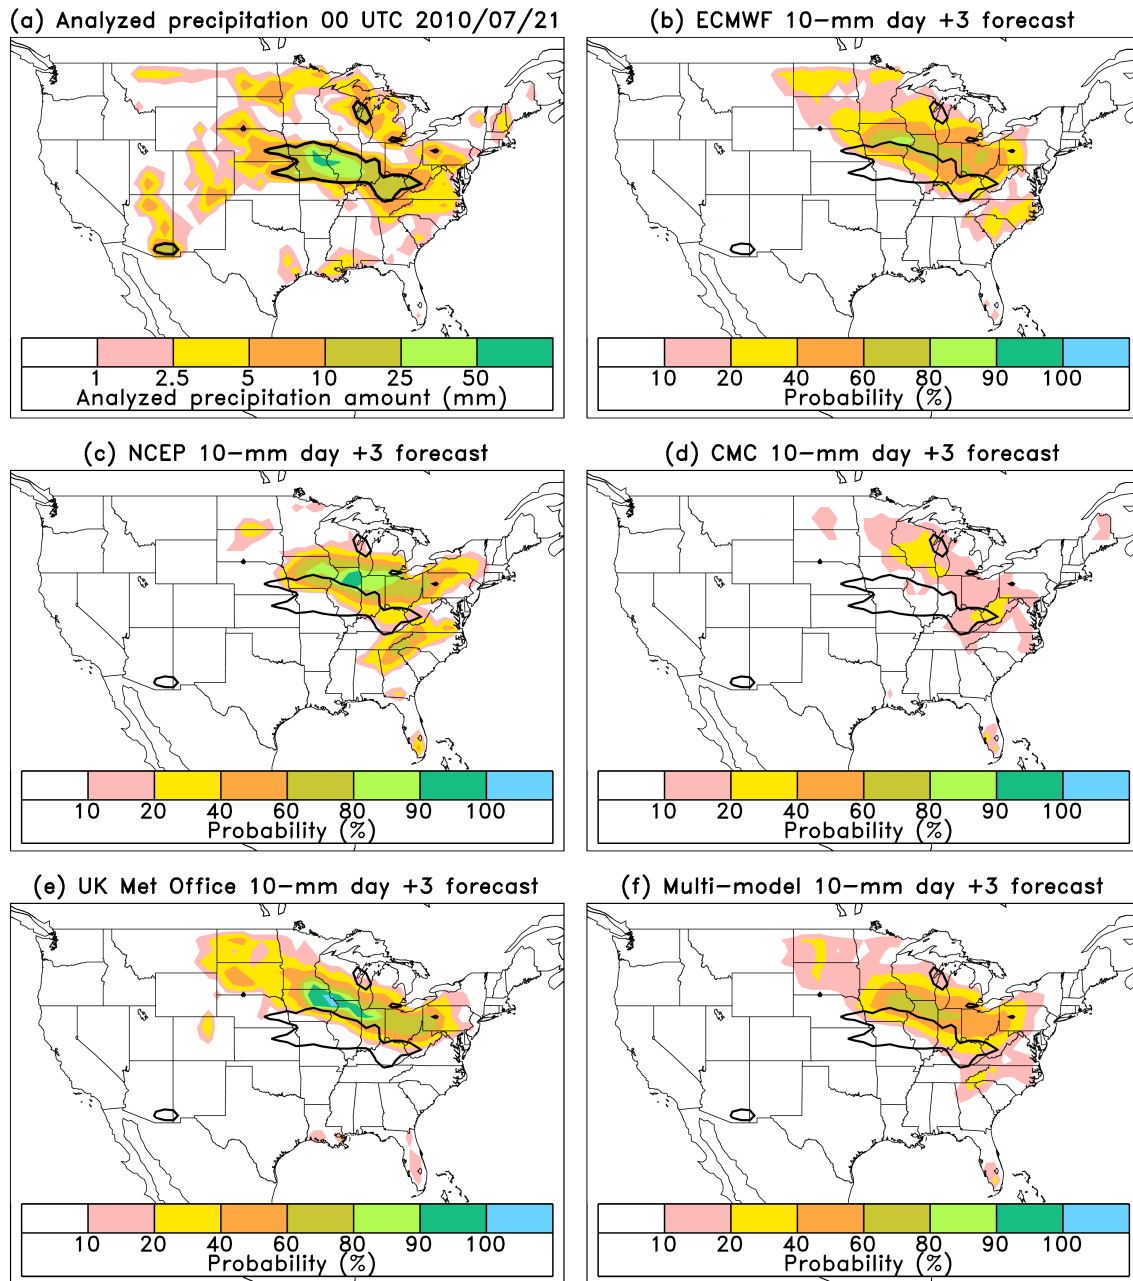 (a) Analyzed precipitation 00 UTC 2010/07/21
(b) ECMWF 10-mm day +3 forecast
1 2.5 5 10 25 50
Analyzed precipitation amount (mm)
10 20 40 60 80 90 100
Probability (%)
(c) NCEP 10-mm day +3 forecast
(d) CMC 10-mm day +3 forecast
10 20 40 60 80 90 100
Probability (%)
10 20 40 60 80 90 100
Probability (%)
(e) UK Met Office 10-mm day +3 forecast
(f) Multi-model 10-mm day +3 forecast
10 20 40 60 80 90 100
Probability (%)
10 20 40 60 80 90 100
Probability (%)